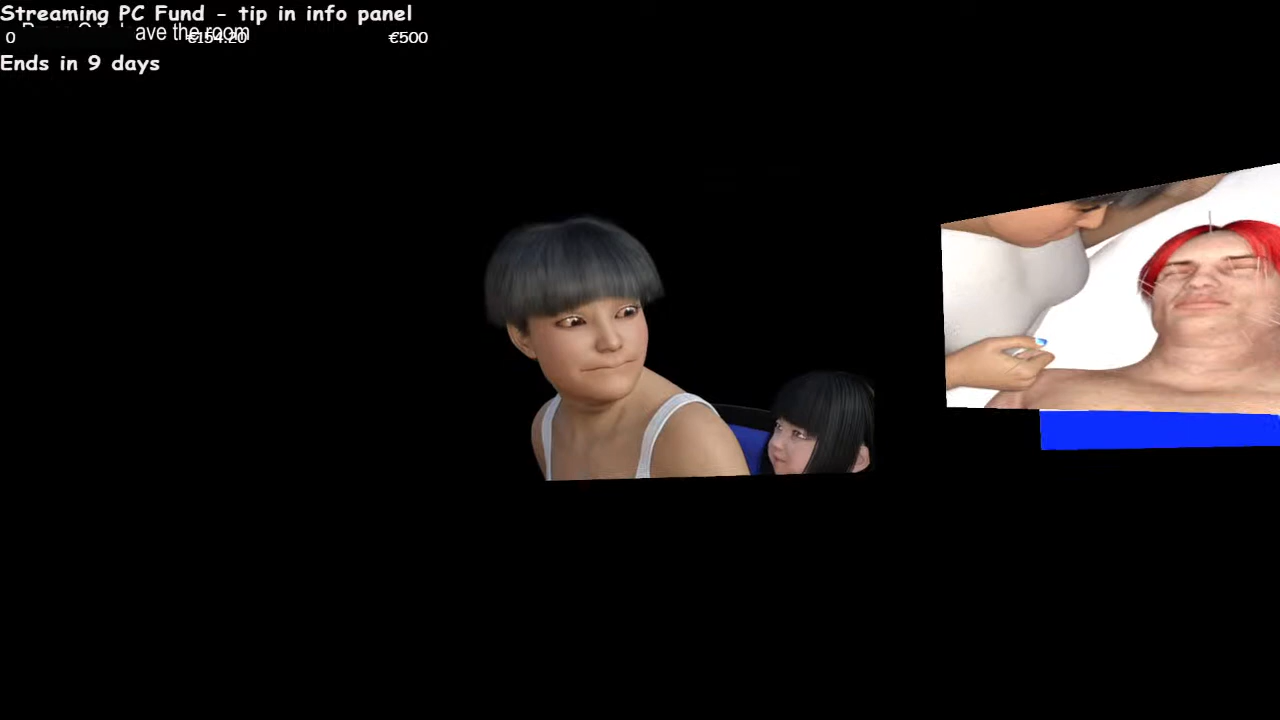 Streaming PC Fund - tip in info panel
ave the room
0 €154.20 €500
Ends in 9 days